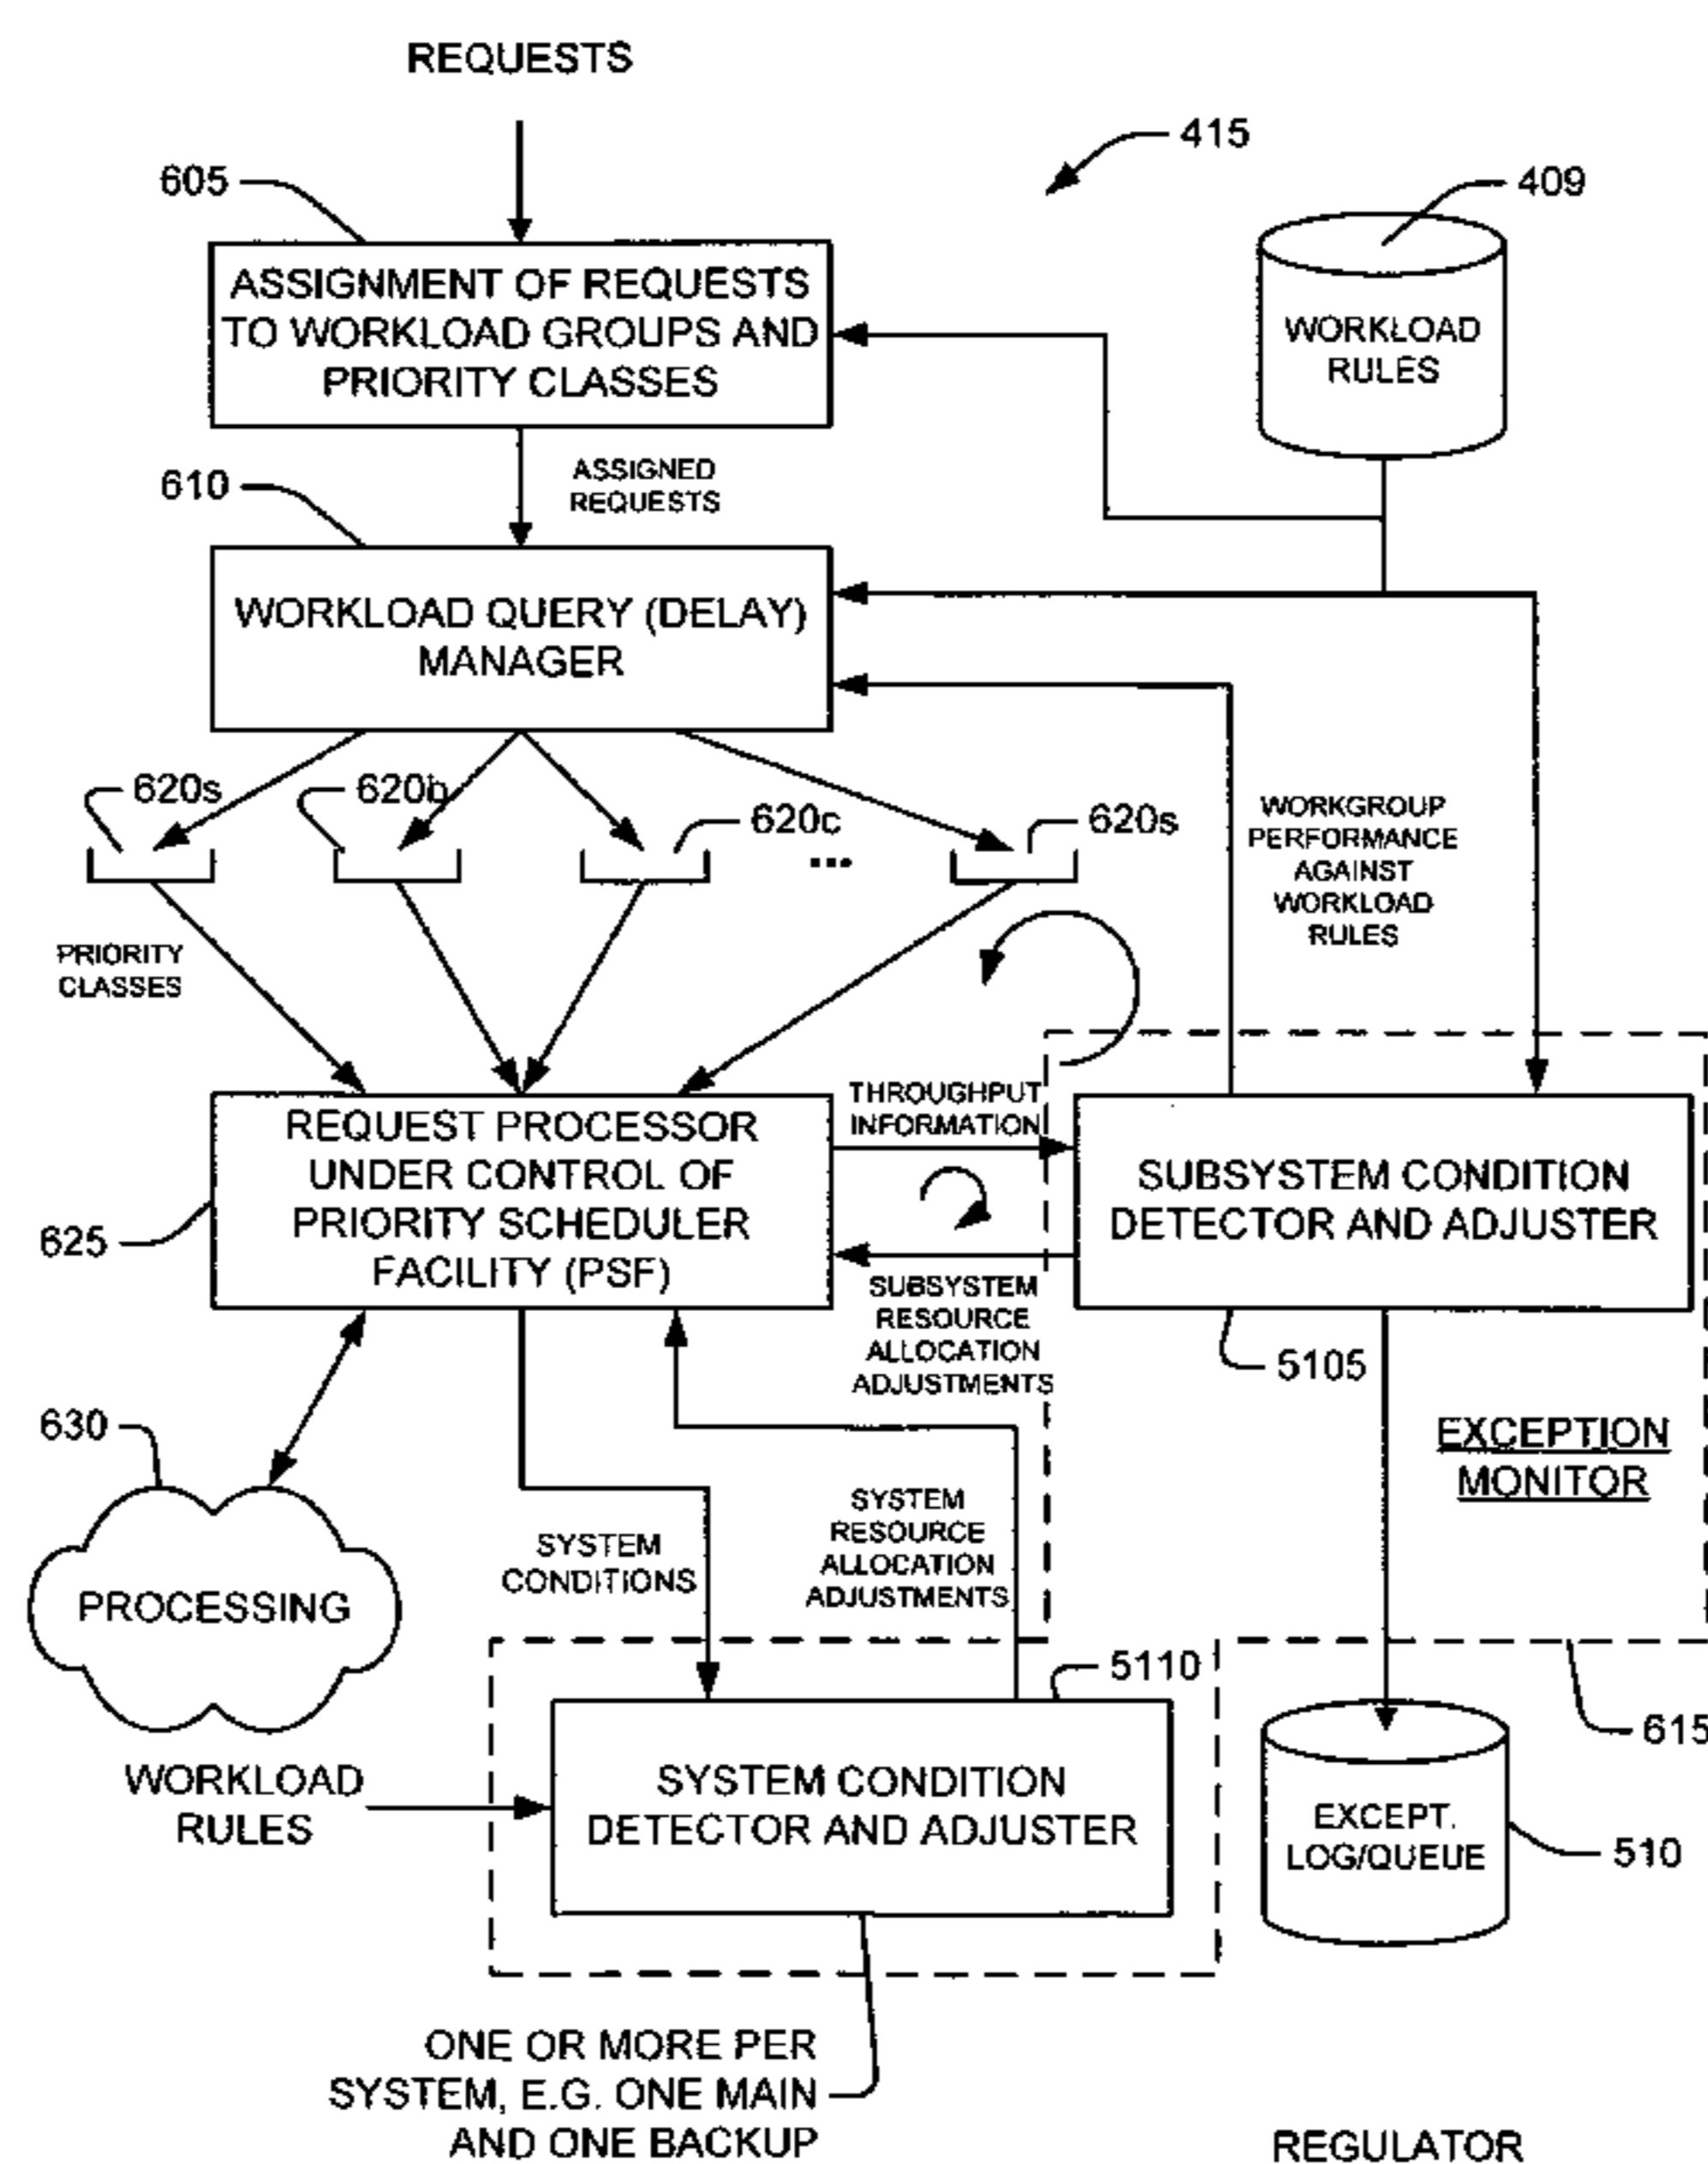 REQUESTS
415
605
409
ASSIGNMENT OF REQUESTS
TO WORKLOAD GROUPS AND
PRIORITY CLASSES
WORKLOAD
RULES
610
ASSIGNED
REQUESTS
WORKLOAD QUERY (DELAY)
MANAGER
620s
620b
620c
...
620s
WORKGROUP
PERFORMANCE
AGAINST
WORKLOAD
RULES
PRIORITY
CLASSES
THROUGHPUT
INFORMATION
REQUEST PROCESSOR
UNDER CONTROL OF
PRIORITY SCHEDULER
FACILITY (PSF)
625
SUBSYSTEM CONDITION
DETECTOR AND ADJUSTER
SUBSYSTEM
RESOURCE
ALLOCATION
ADJUSTMENTS
5105
630
EXCEPTION
MONITOR
SYSTEM
CONDITIONS
SYSTEM
RESOURCE
ALLOCATION
ADJUSTMENTS
PROCESSING
5110
615
WORKLOAD
RULES
SYSTEM CONDITION
DETECTOR AND ADJUSTER
EXCEPT.
LOG/QUEUE
510
ONE OR MORE PER
SYSTEM, E.G. ONE MAIN
AND ONE BACKUP
REGULATOR